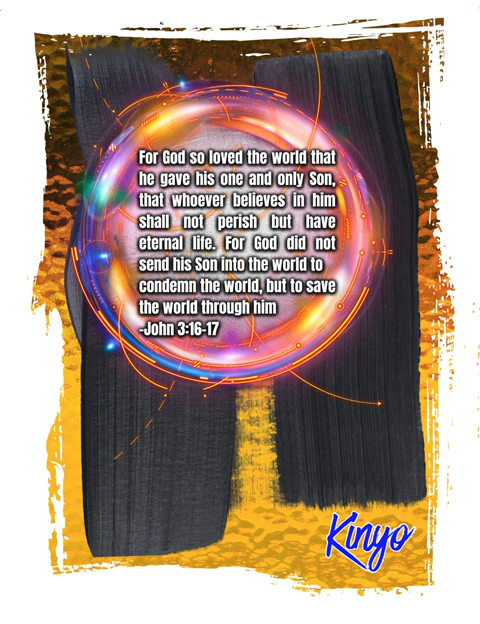 For God so loved the world that
he gave his one and only Son,
that whoever believes in him
shall not perish but have
eternal life. For God did not
send his Son into the world to
condemn the world, but to save
the world through him
-John 3:16-17
Kinyo